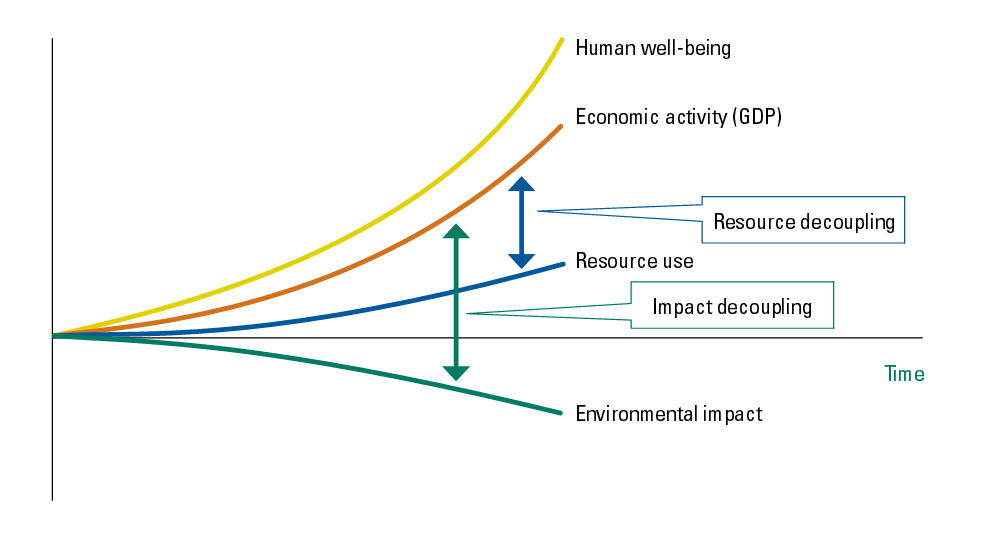 Human well-being
Economic activity (GDP)
Resource decoupling
Resource use
Impact decoupling
Time
Environmental impact